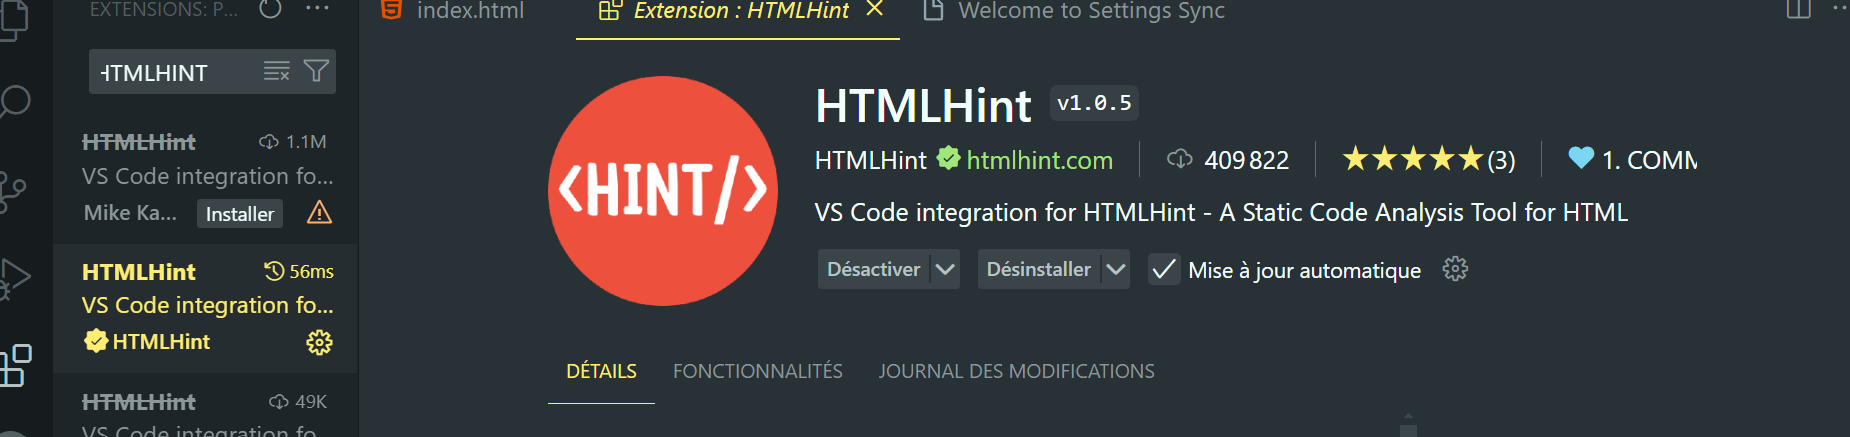 EXTENSIONS: P...
HTMLHINT
HTMLHint 1.1M
VS Code integration fo...
Mike Ka... Installer
HTMLHint 56ms
VS Code integration fo...
HTMLHint
HTMLHint 49K
VS Code integration fo
index.html Extension : HTMLHint Welcome to Settings Sync
<HINT/>
HTMLHint v1.0.5
HTMLHint htmlhint.com 409 822 (3) 1. COMM
VS Code integration for HTMLHint - A Static Code Analysis Tool for HTML
Désactiver Désinstaller Mise à jour automatique
DÉTAILS FONCTIONNALITÉS JOURNAL DES MODIFICATIONS